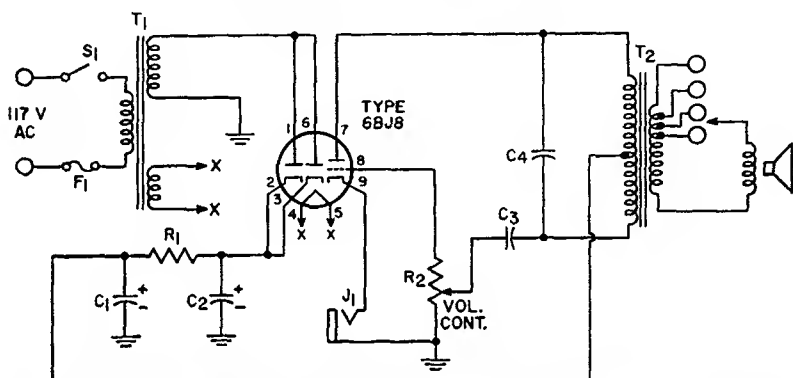 T1
S1
117 V
AC
F1
X
X
TYPE
6BJ8
1
6
7
2
3
4
5
8
9
X
X
R1
C1
+
-
C2
+
-
J1
R2
VOL.
CONT.
C3
C4
T2